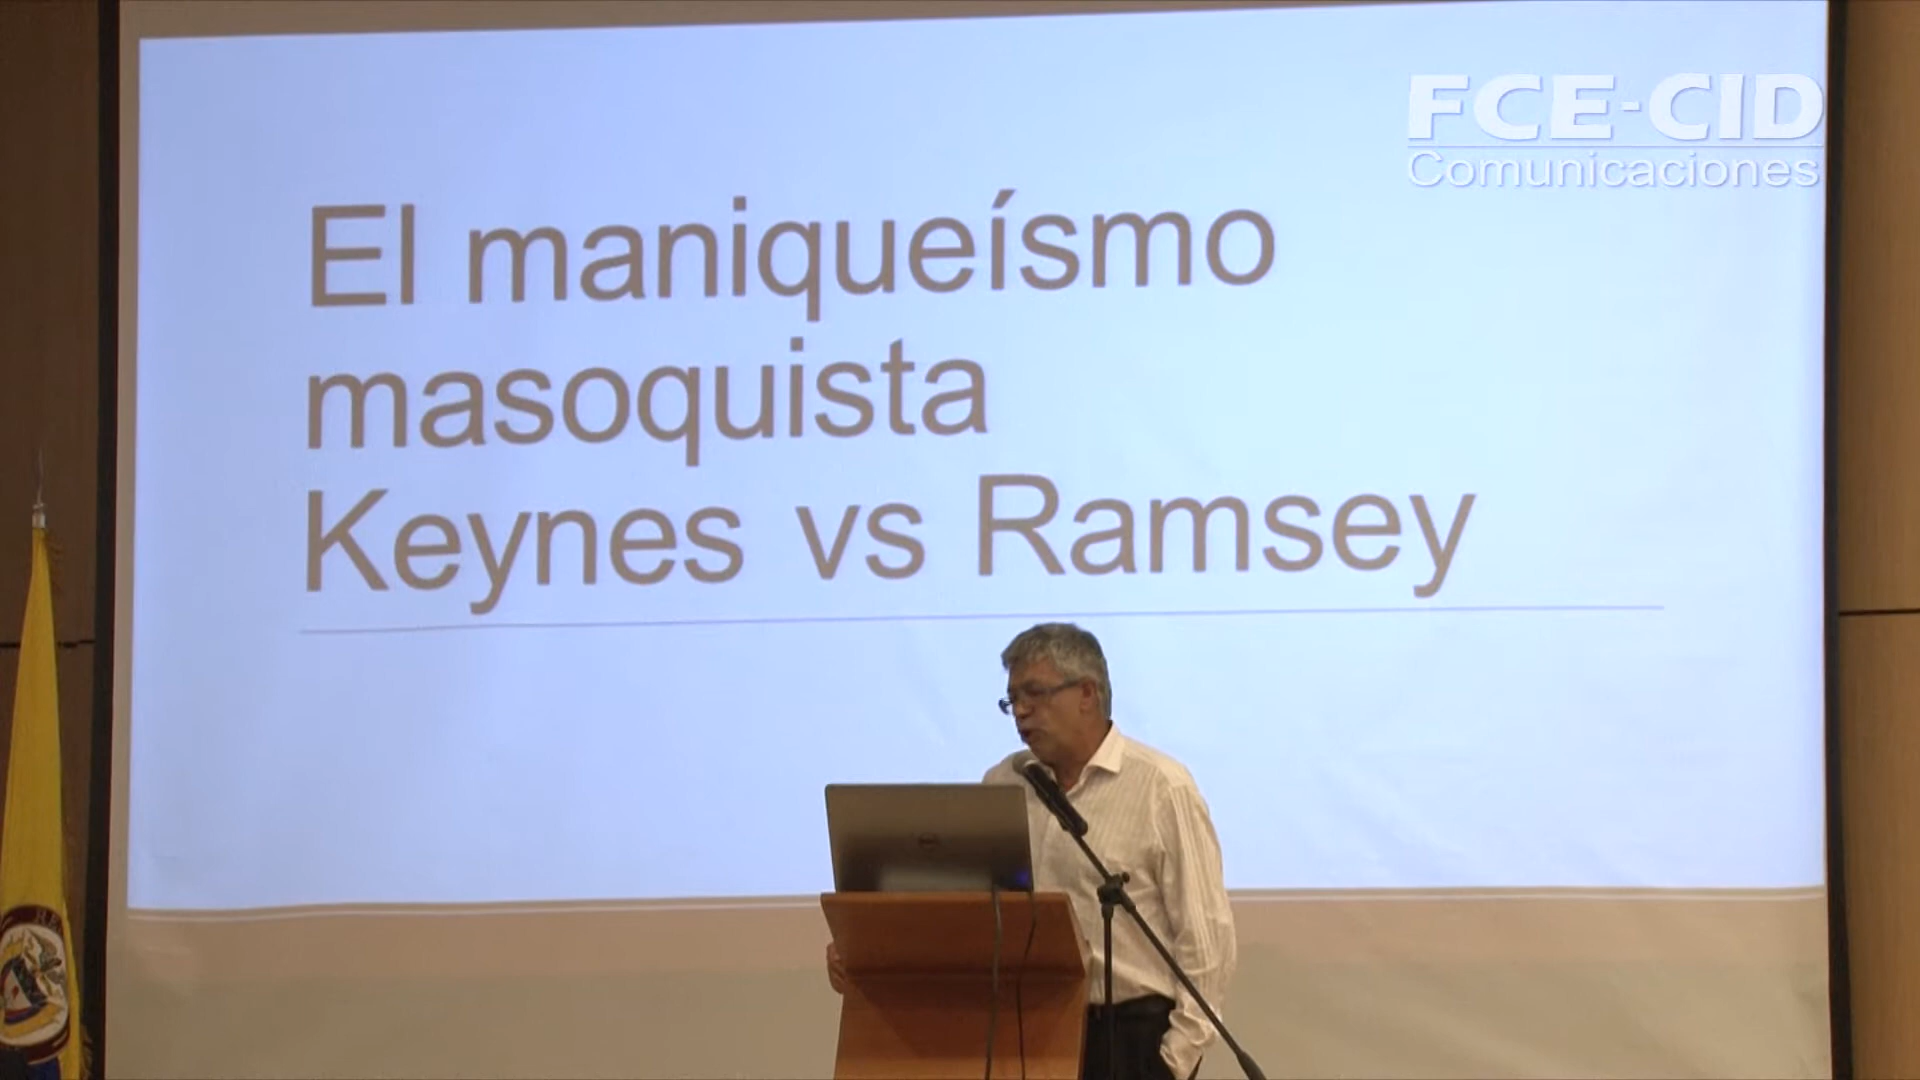 FCE-CID
Comunicaciones
El maniqueísmo
masoquista
Keynes vs Ramsey